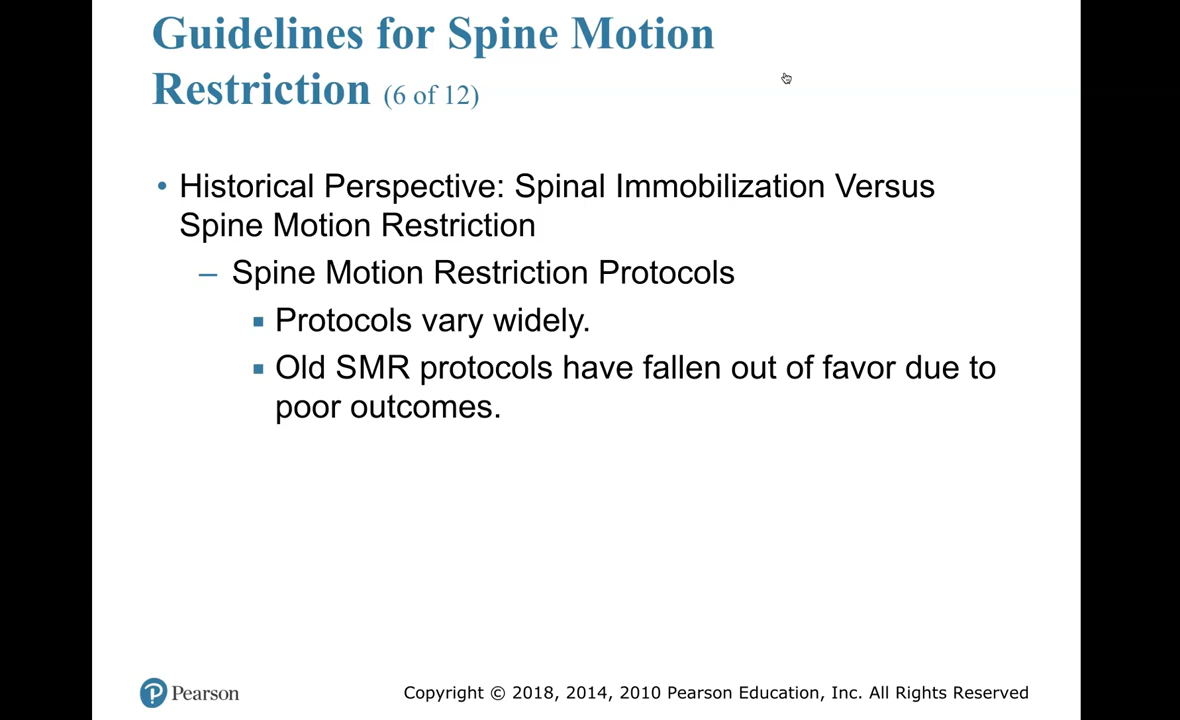 Guidelines for Spine Motion
Restriction (6 of 12)
• Historical Perspective: Spinal Immobilization Versus
Spine Motion Restriction
– Spine Motion Restriction Protocols
▪ Protocols vary widely.
▪ Old SMR protocols have fallen out of favor due to
poor outcomes.
P Pearson
Copyright © 2018, 2014, 2010 Pearson Education, Inc. All Rights Reserved